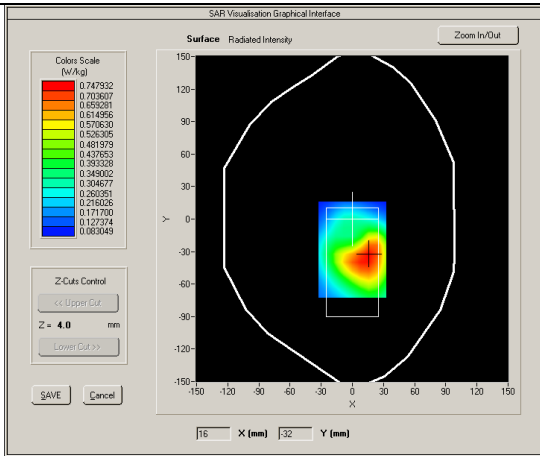 SAR Visualisation Graphical Interface
Surface Radiated Intensity
Zoom In/Out
Colors Scale
(W/kg)
0.747932
0.703607
0.659281
0.614956
0.570630
0.526305
0.481979
0.437653
0.393328
0.349002
0.304677
0.260351
0.216026
0.171700
0.127374
0.083049
150
120
90
60
30
0
-30
-60
-90
-120
-150
Y
-150 -120 -90 -60 -30 0 30 60 90 120 150
X
Z-Cuts Control
<< Upper Cut
Z = 4.0 mm
Lower Cut >>
SAVE
Cancel
16 X (mm) -32 Y (mm)